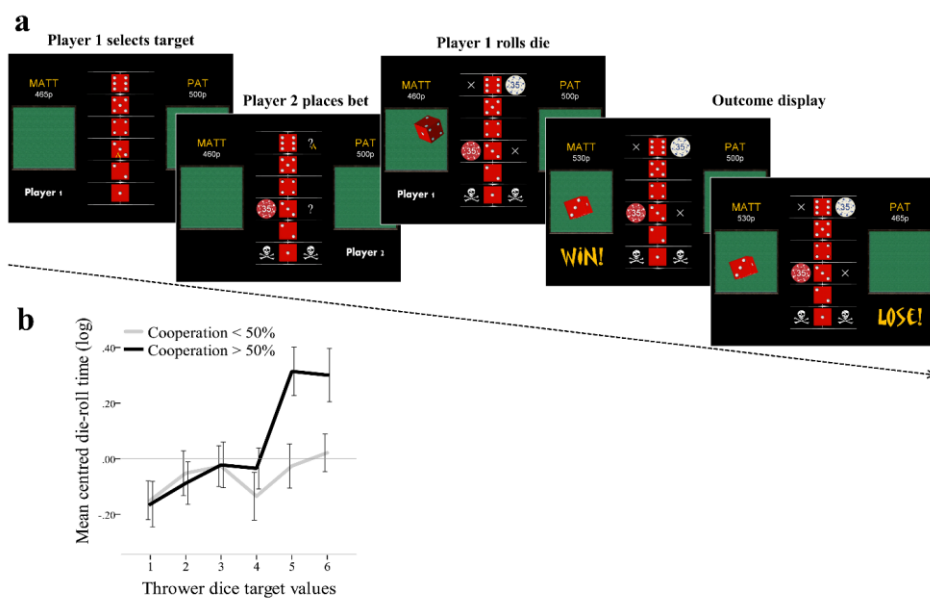 a
Player 1 selects target
MATT
465p
PAT
500p
Player 1
Player 2 places bet
MATT
460p
PAT
500p
?
35
?
Player 2
Player 1 rolls die
MATT
460p
PAT
500p
× 35
35 ×
Player 1
Outcome display
MATT
530p
PAT
500p
× 35
35 ×
WIN!
MATT
530p
PAT
465p
× 35
35 ×
LOSE!
b
Cooperation < 50%
Cooperation > 50%
Mean centred die-roll time (log)
.40
.20
.00
-.20
1 2 3 4 5 6
Thrower dice target values